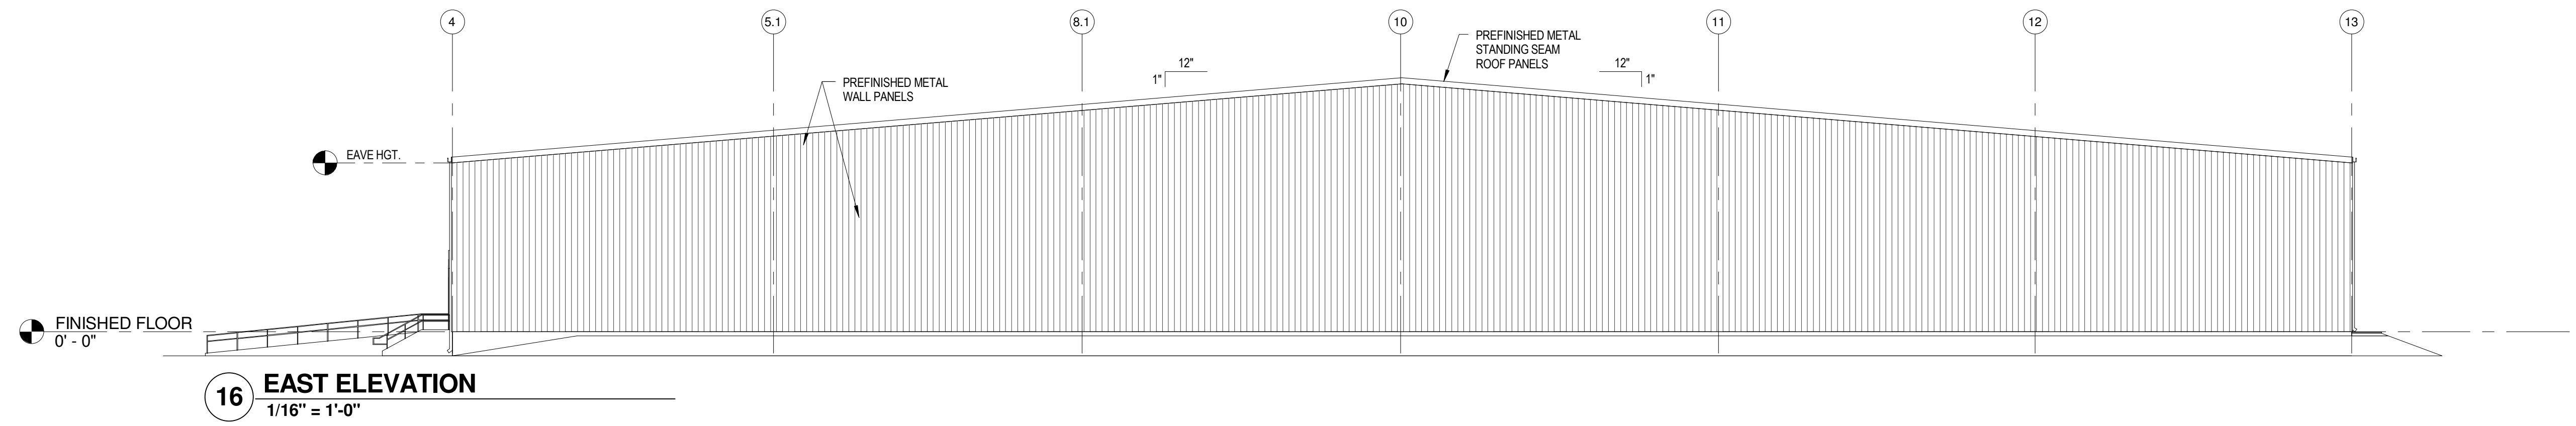 4
5.1
8.1
10
11
12
13
PREFINISHED METAL
STANDING SEAM
ROOF PANELS
12"
1"
12"
1"
PREFINISHED METAL
WALL PANELS
EAVE HGT.
FINISHED FLOOR
0' - 0"
16
EAST ELEVATION
1/16" = 1'-0"